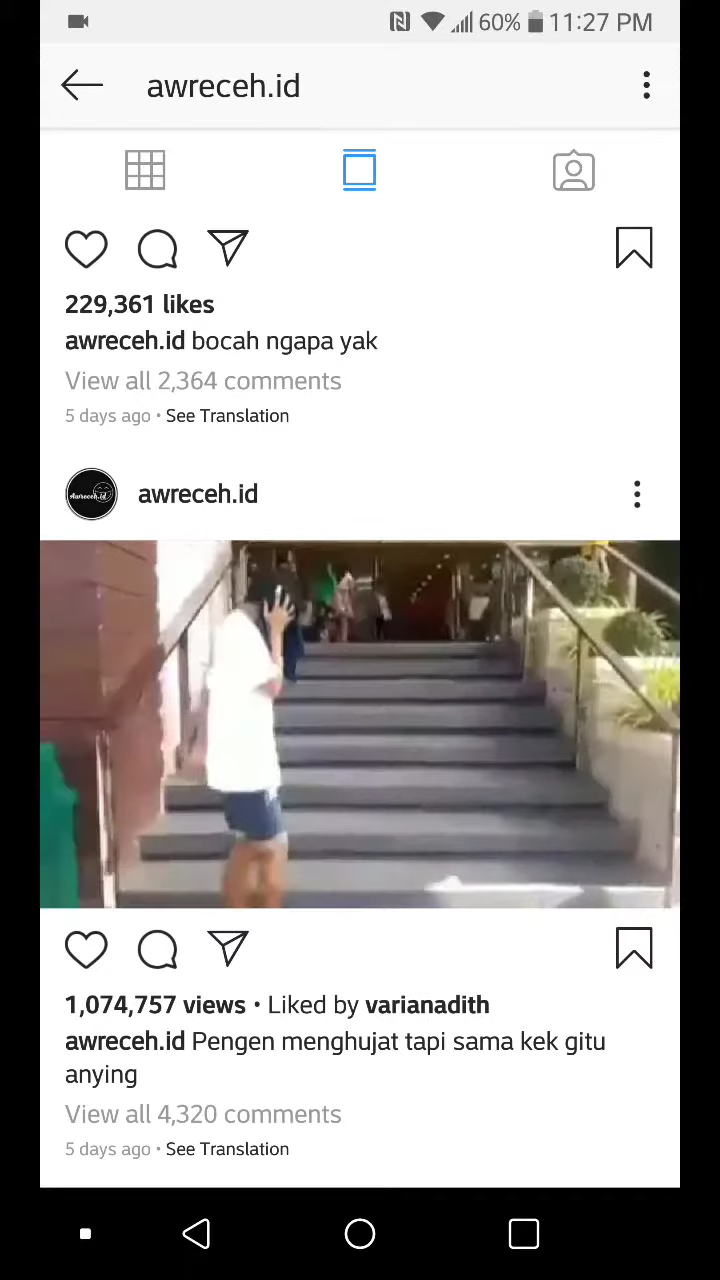 60% 11:27 PM
awreceh.id
229,361 likes
awreceh.id bocah ngapa yak
View all 2,364 comments
5 days ago • See Translation
Awreceh.id
awreceh.id
1,074,757 views • Liked by varianadith
awreceh.id Pengen menghujat tapi sama kek gitu
anying
View all 4,320 comments
5 days ago • See Translation